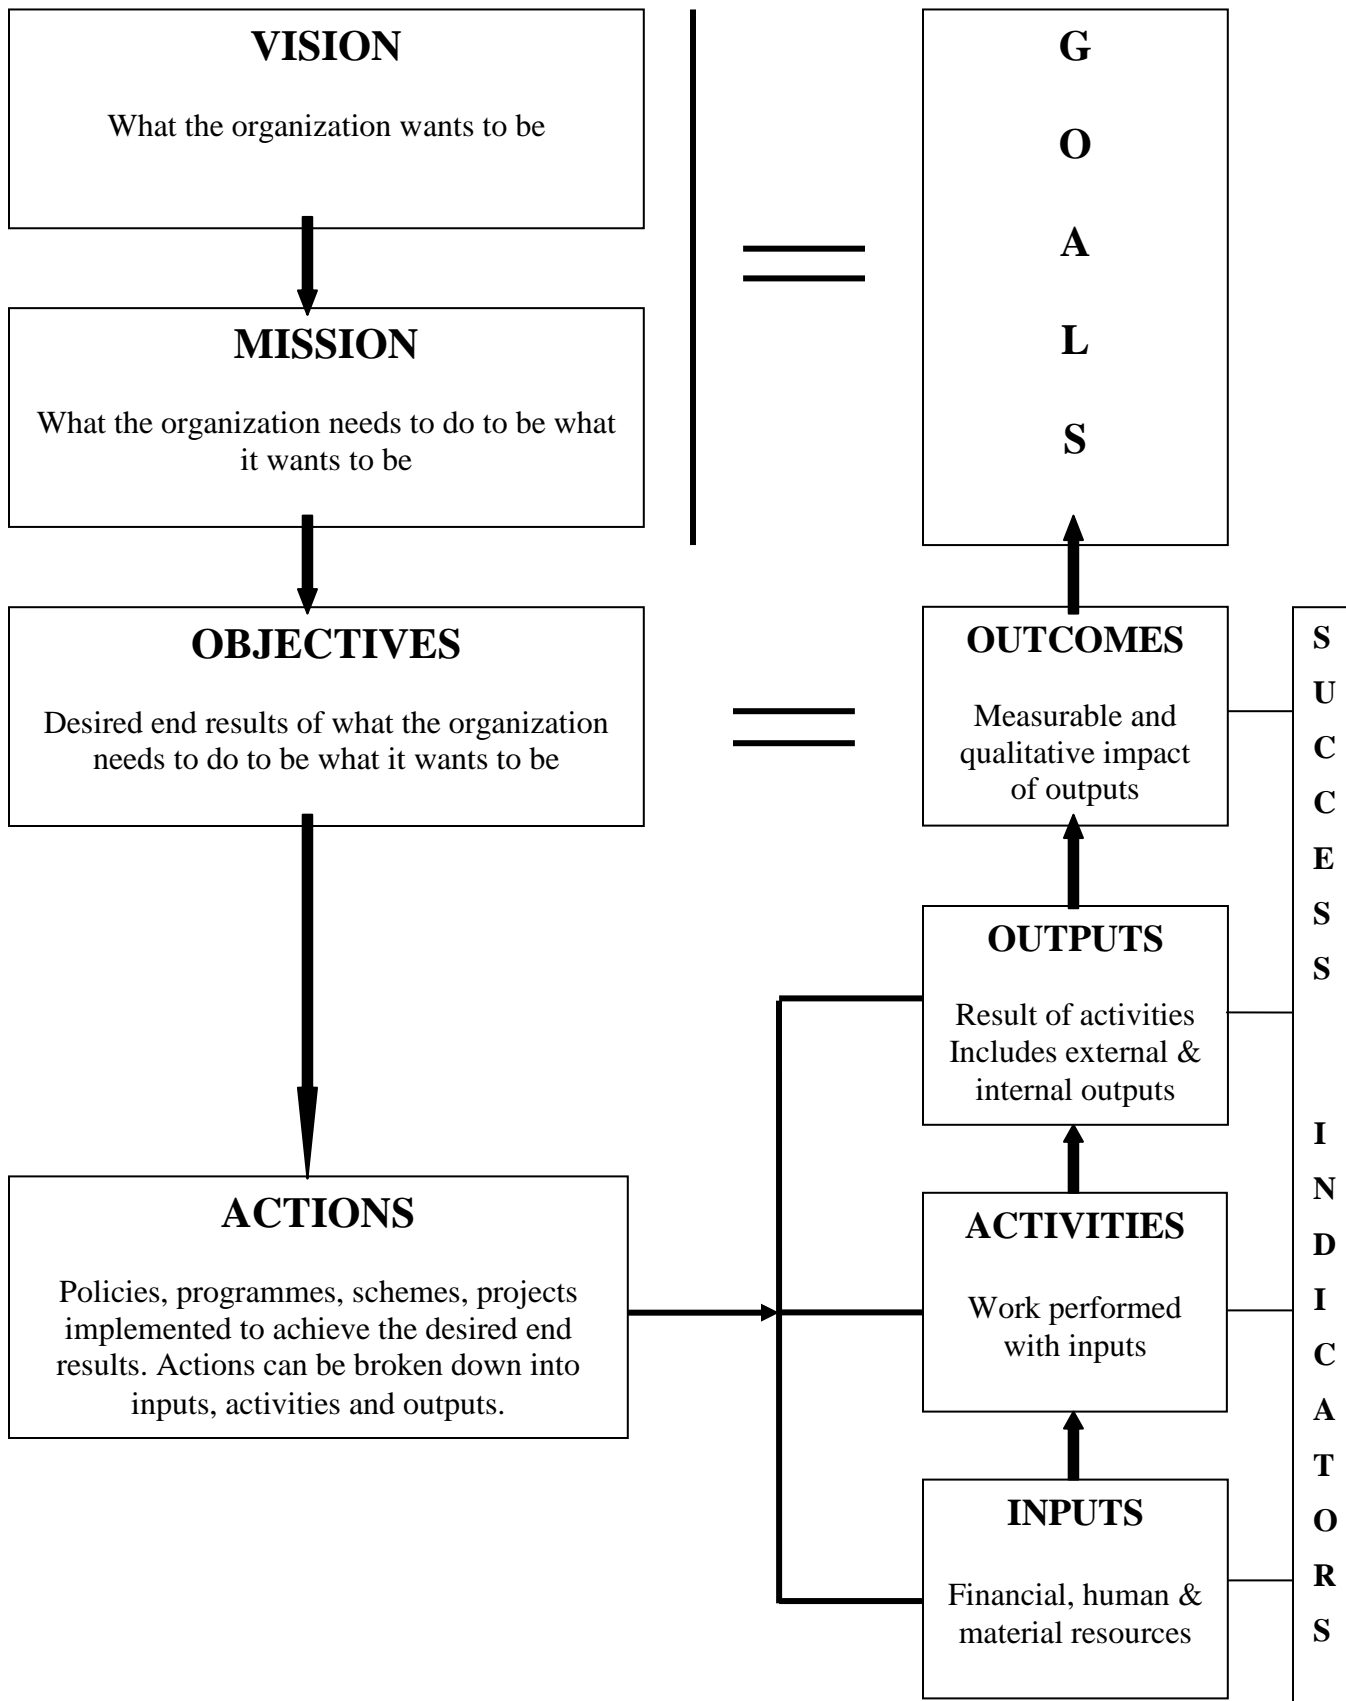 VISION
What the organization wants to be
MISSION
What the organization needs to do to be what
it wants to be
OBJECTIVES
Desired end results of what the organization
needs to do to be what it wants to be
ACTIONS
Policies, programmes, schemes, projects
implemented to achieve the desired end
results. Actions can be broken down into
inputs, activities and outputs.
G
O
A
L
S
OUTCOMES
Measurable and
qualitative impact
of outputs
OUTPUTS
Result of activities
Includes external &
internal outputs
ACTIVITIES
Work performed
with inputs
INPUTS
Financial, human &
material resources
S
U
C
C
E
S
S
I
N
D
I
C
A
T
O
R
S